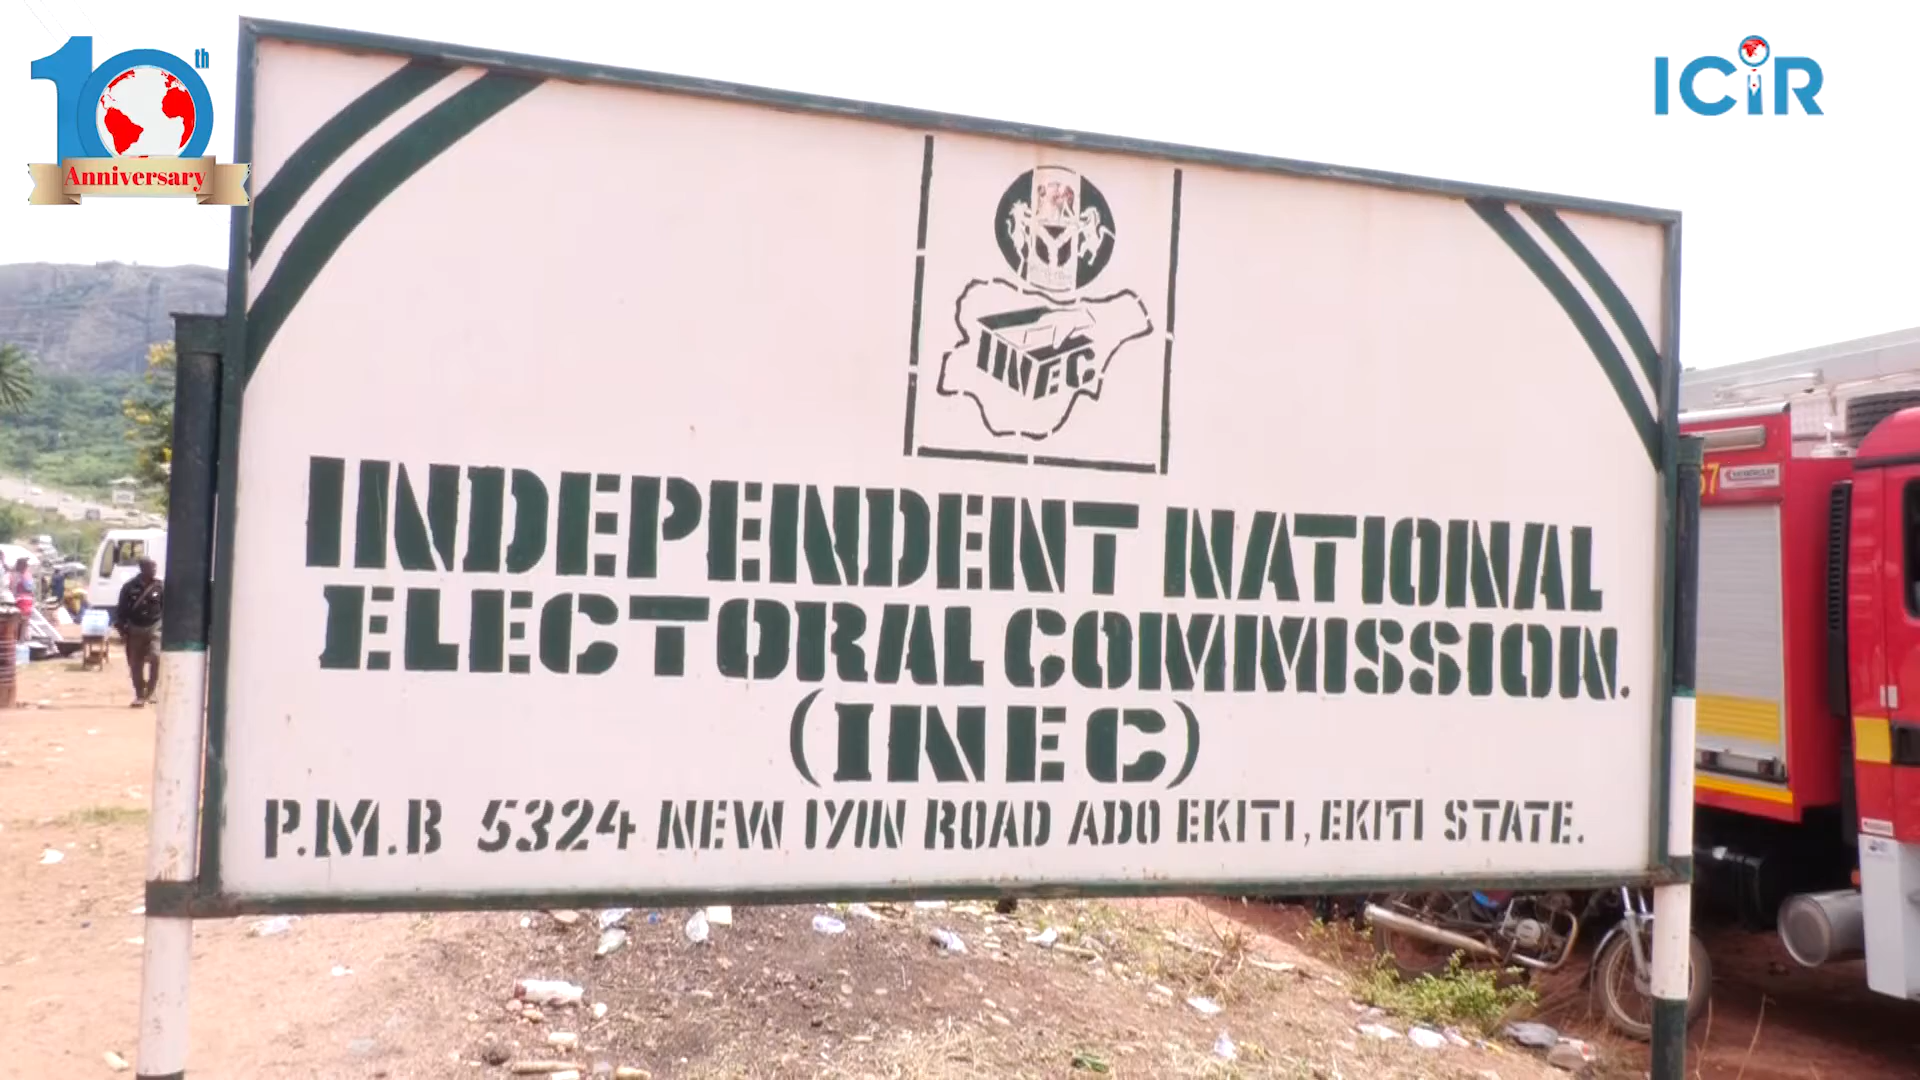 10th
Anniversary
ICIR
INEC
INDEPENDENT NATIONAL
ELECTORAL COMMISSION.
(INEC)
P.M.B 5324 NEW IYIN ROAD ADO EKITI, EKITI STATE.